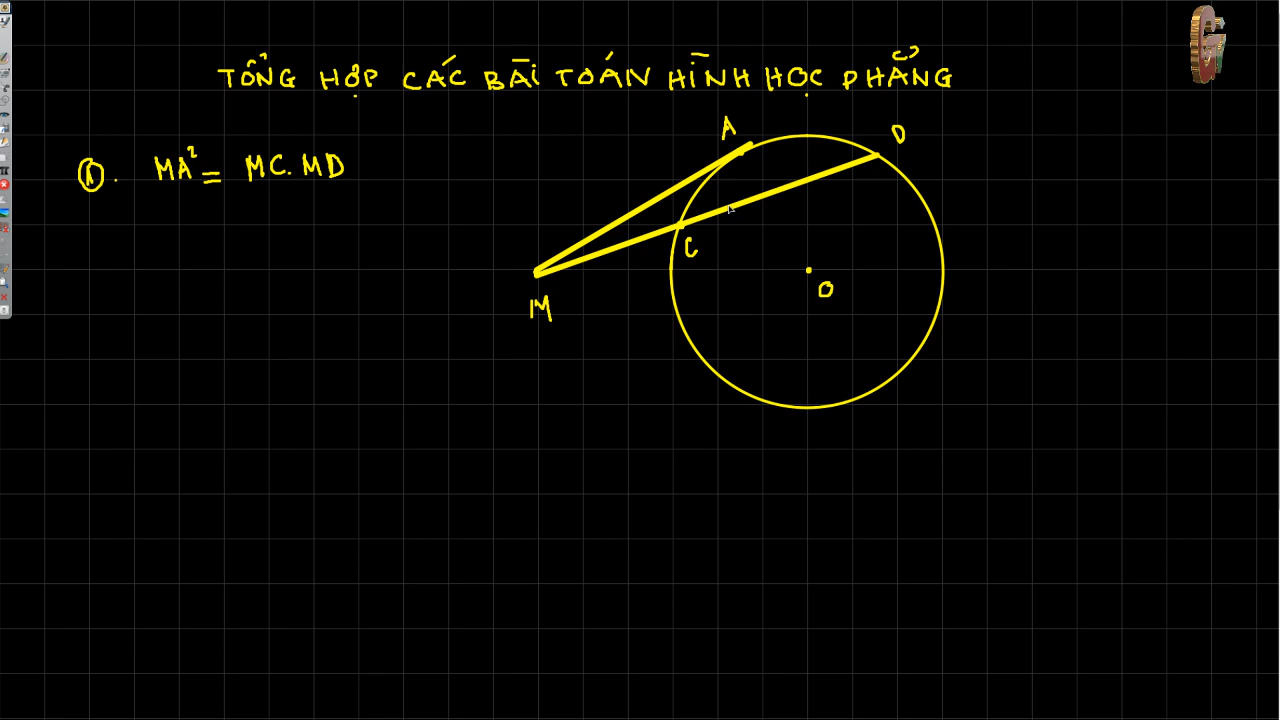 TỔNG HỢP CÁC BÀI TOÁN HÌNH HỌC PHẲNG
①. MA² = MC.MD
A
D
C
O
M